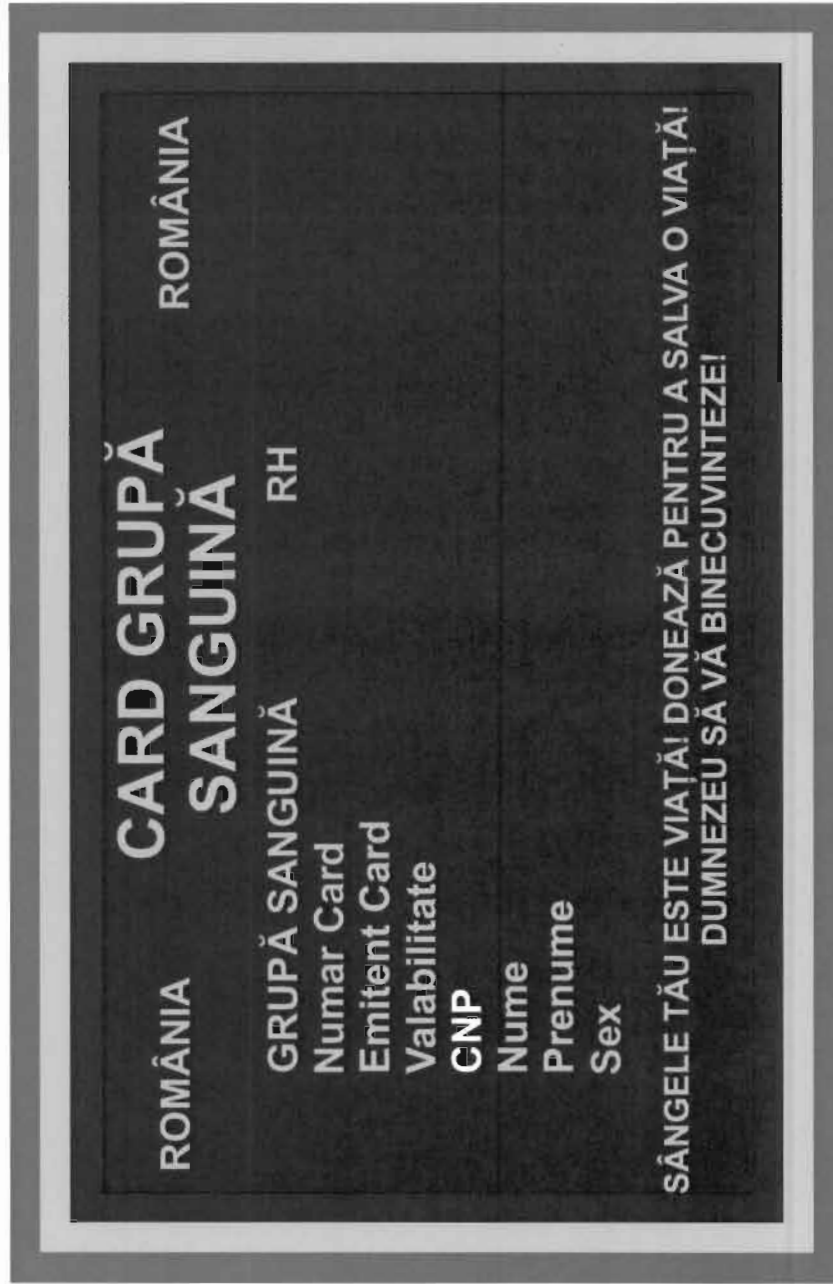 ROMÂNIA CARD GRUPĂ ROMÂNIA
SANGUINĂ
GRUPĂ SANGUINĂ RH
Numar Card
Emitent Card
Valabilitate
CNP
Nume
Prenume
Sex
SÂNGELE TĂU ESTE VIAȚĂ! DONEAZĂ PENTRU A SALVA O VIAȚĂ!
DUMNEZEU SĂ VĂ BINECUVINTEZE!